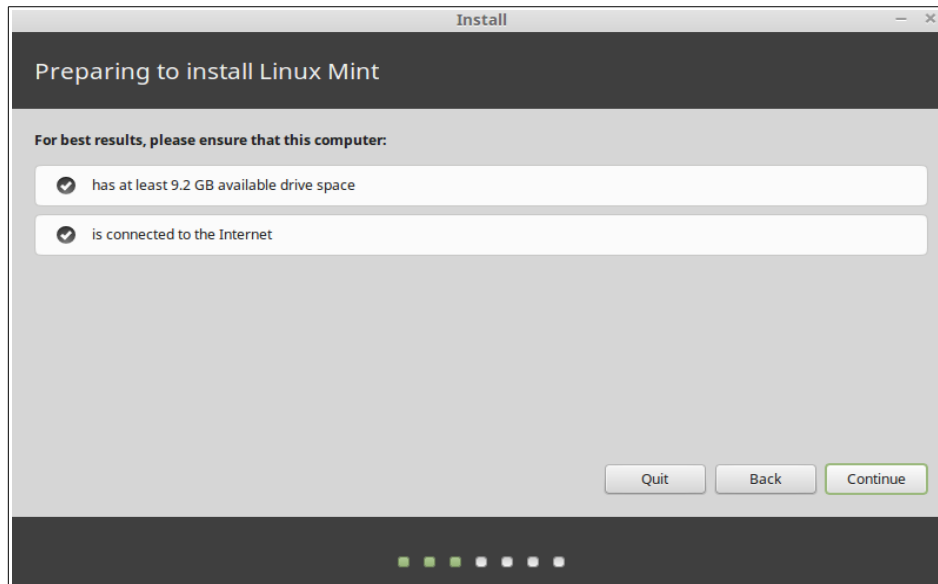 Install
Preparing to install Linux Mint
For best results, please ensure that this computer:
has at least 9.2 GB available drive space
is connected to the Internet
Quit Back Continue